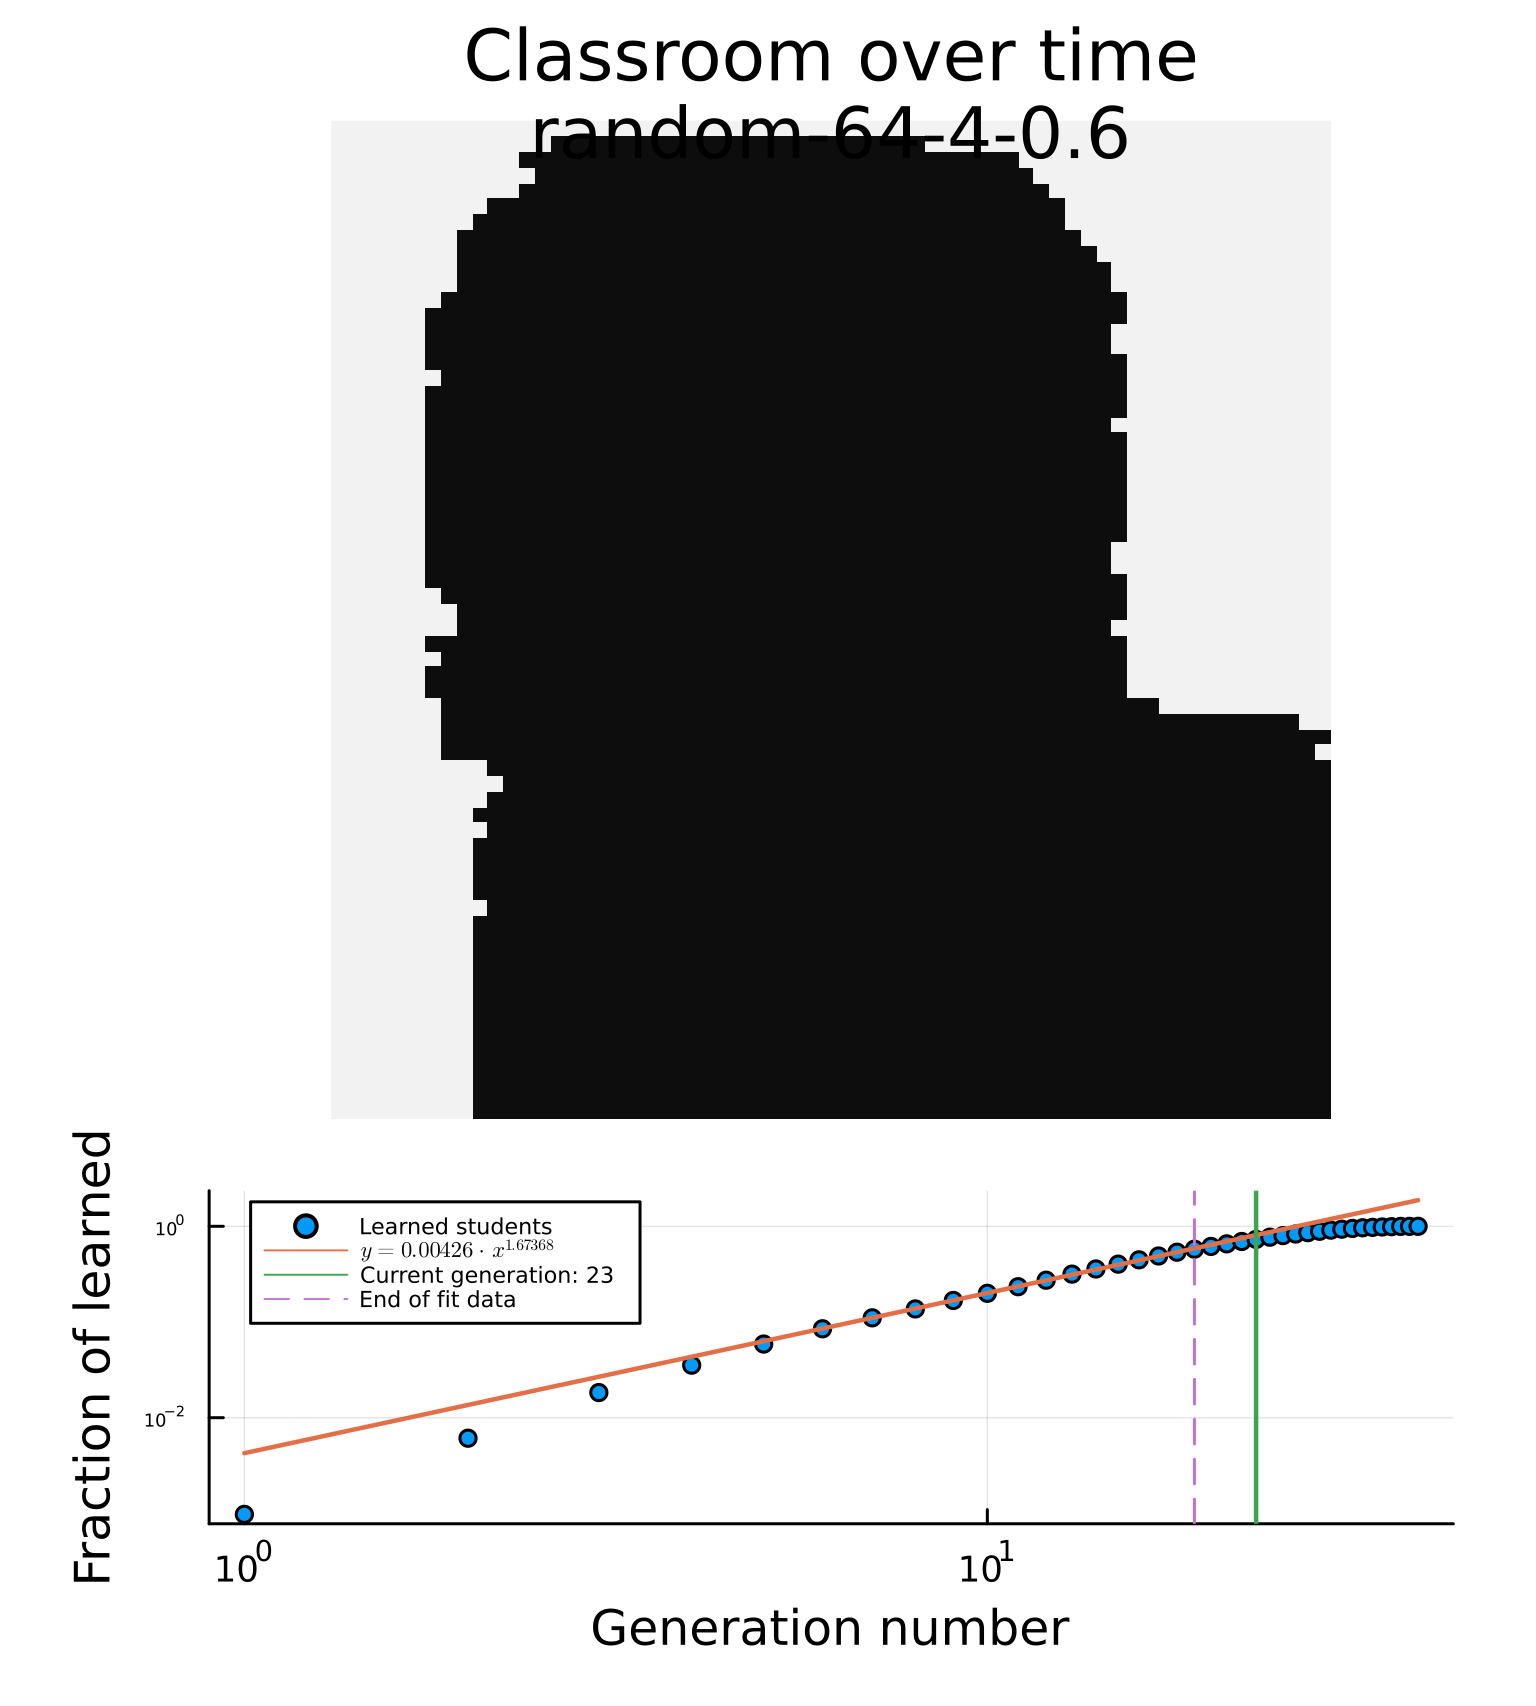 Classroom over time
random-64-4-0.6
Fraction of learned
10^0
10^-2
Learned students
y = 0.00426 · x^1.67368
Current generation: 23
End of fit data
10^0
10^1
Generation number